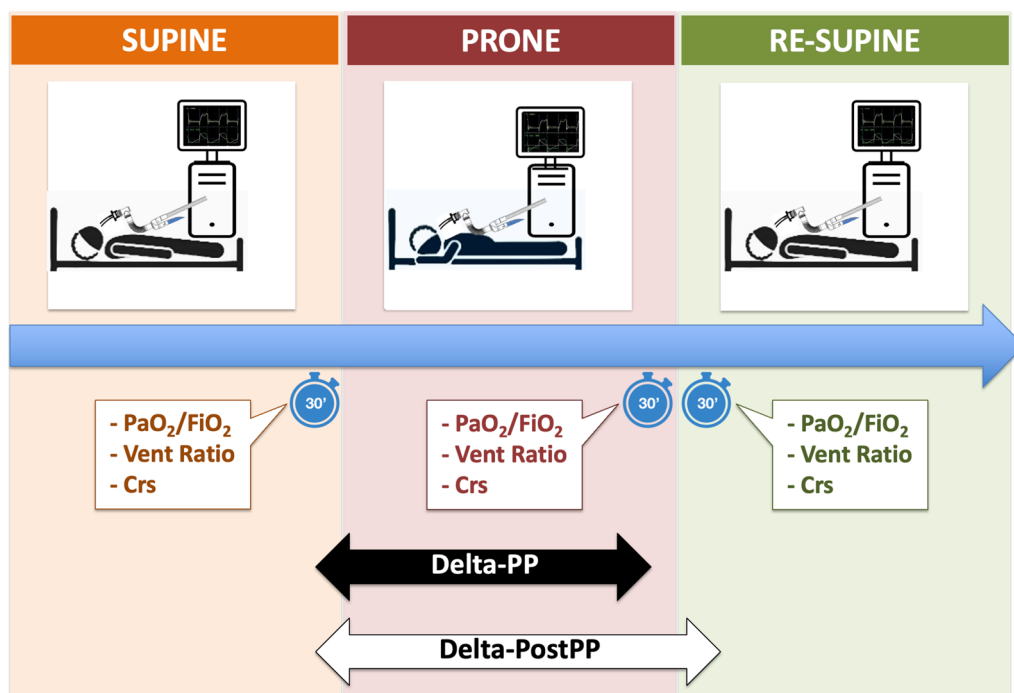 SUPINE
PRONE
RE-SUPINE
30'
30'
30'
- PaO₂/FiO₂
- Vent Ratio
- Crs
- PaO₂/FiO₂
- Vent Ratio
- Crs
- PaO₂/FiO₂
- Vent Ratio
- Crs
Delta-PP
Delta-PostPP